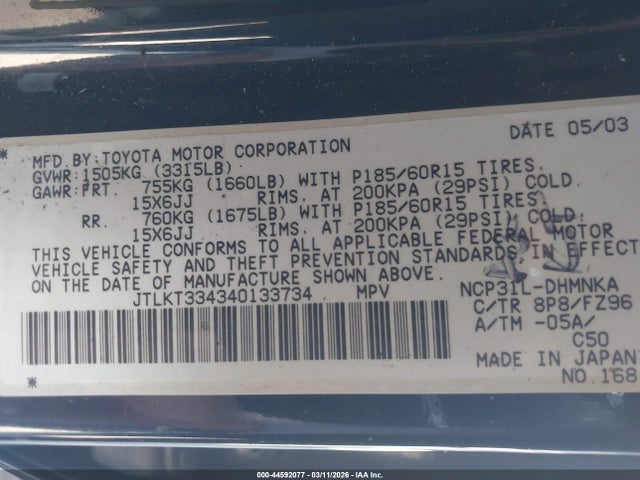 DATE 05/03
MFD.BY:TOYOTA MOTOR CORPORATION
GVWR:1505KG (3315LB)
GAWR:FRT. 755KG (1660LB) WITH P185/60R15 TIRES.
15X6JJ RIMS. AT 200KPA (29PSI) COLD.
RR. 760KG (1675LB) WITH P185/60R15 TIRES.
15X6JJ RIMS. AT 200KPA (29PSI) COLD.
THIS VEHICLE CONFORMS TO ALL APPLICABLE FEDERAL MOTOR
VEHICLE SAFETY AND THEFT PREVENTION STANDARDS IN EFFECT
ON THE DATE OF MANUFACTURE SHOWN ABOVE.
JTLKT334340133734 MPV NCP31L-DHMNKA
C/TR 8P8/FZ96
A/TM -05A/
C50
MADE IN JAPAN
NO.168
000-44592077 - 03/11/2026 - IAA Inc.